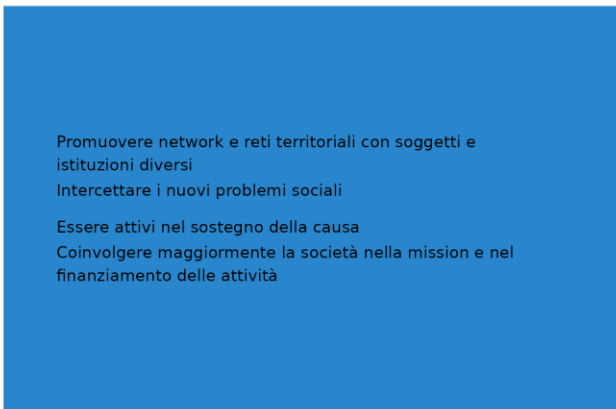 Promuovere network e reti territoriali con soggetti e
istituzioni diversi
Intercettare i nuovi problemi sociali
Essere attivi nel sostegno della causa
Coinvolgere maggiormente la società nella mission e nel
finanziamento delle attività